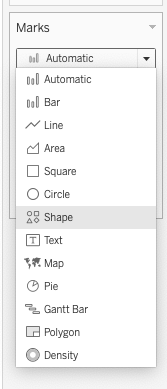 Marks
Automatic
Automatic
Bar
Line
Area
Square
Circle
Shape
Text
Map
Pie
Gantt Bar
Polygon
Density